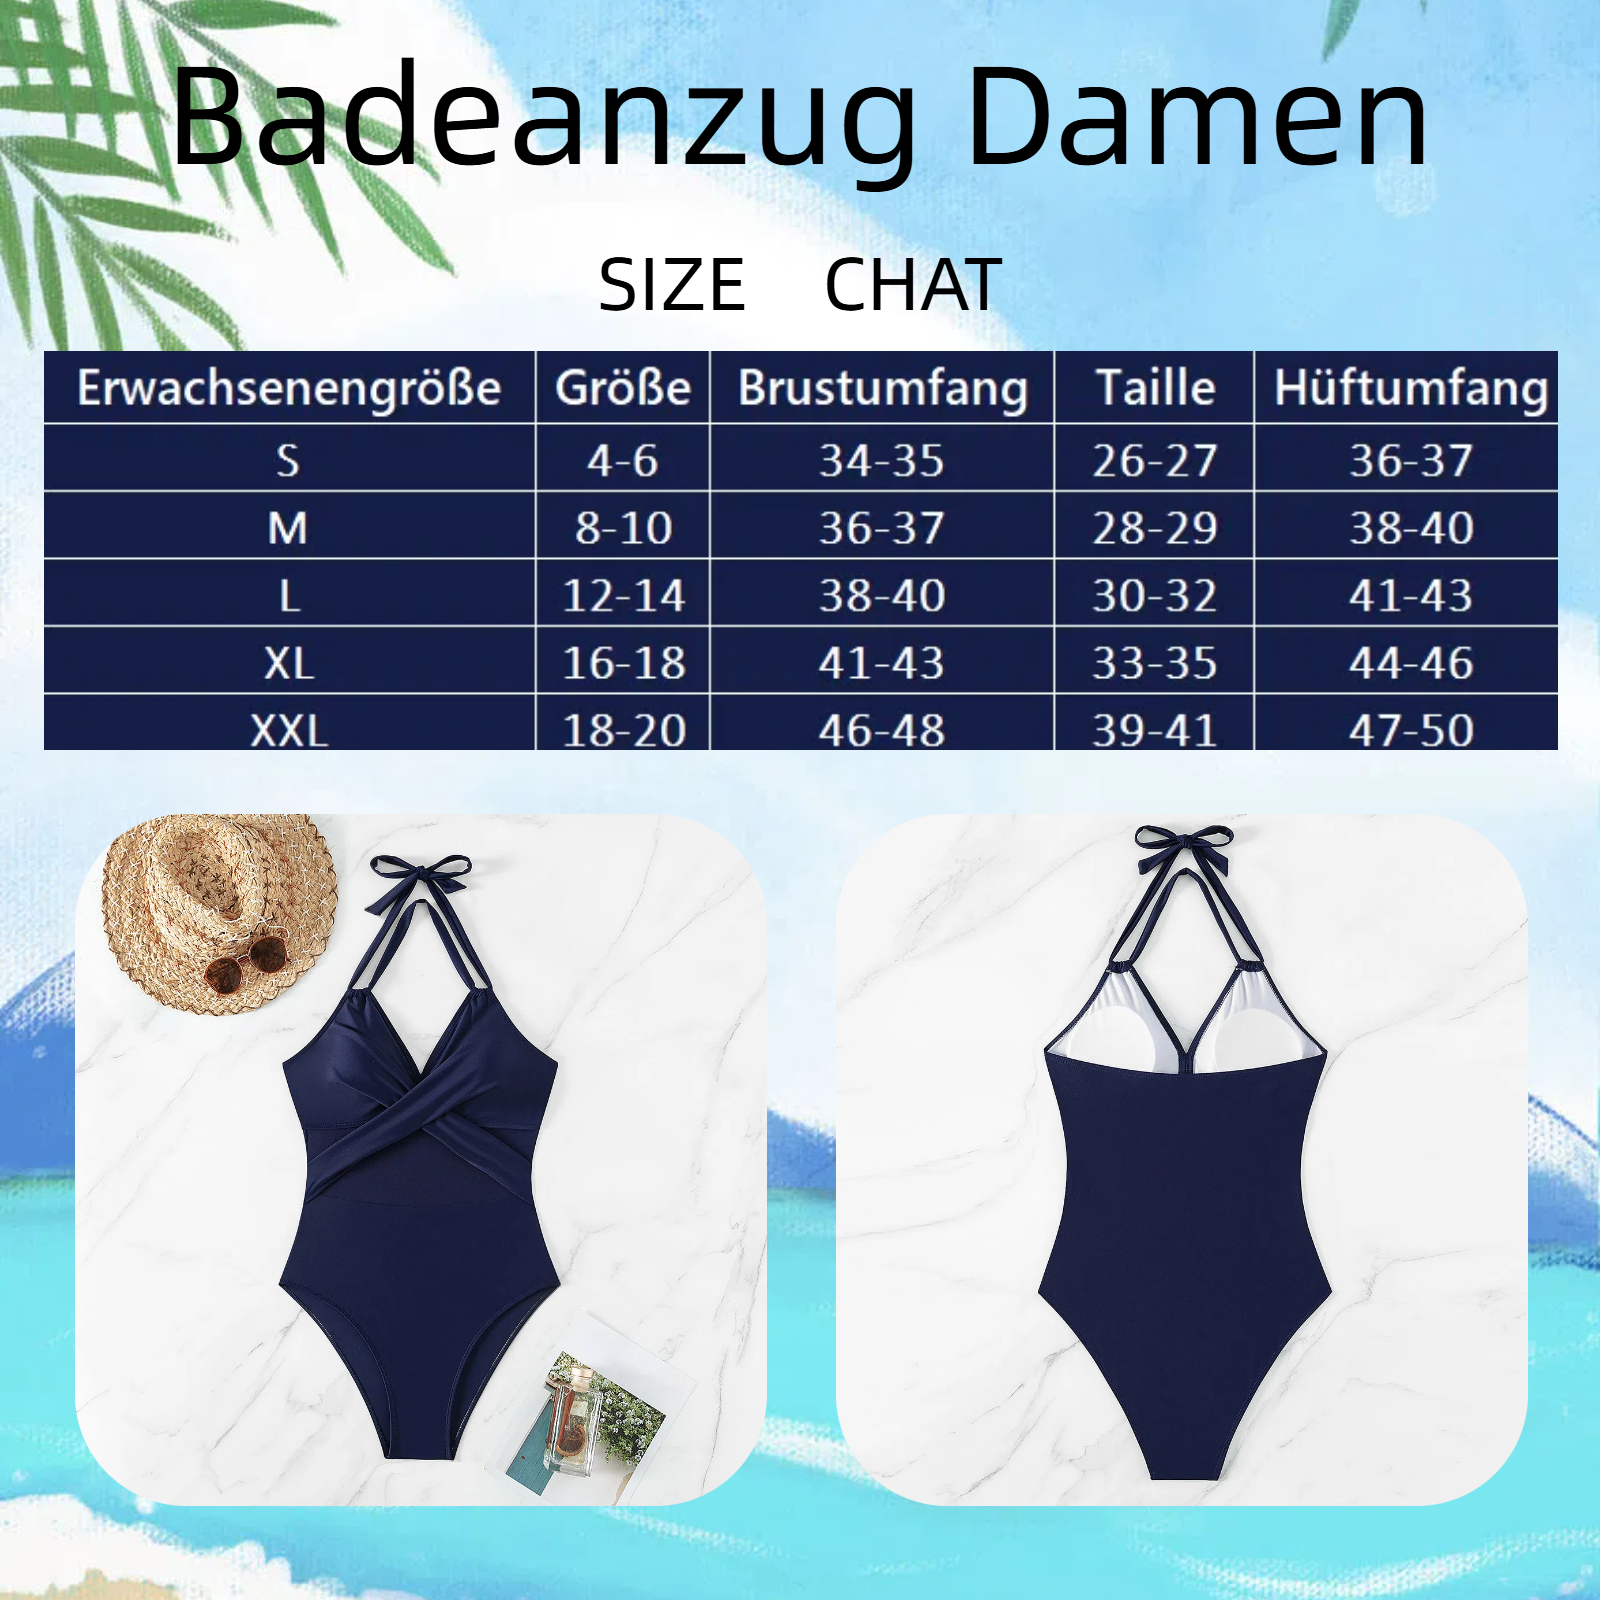 Badeanzug Damen
SIZE CHAT
Erwachsenengröße Größe Brustumfang Taille Hüftumfang
S 4-6 34-35 26-27 36-37
M 8-10 36-37 28-29 38-40
L 12-14 38-40 30-32 41-43
XL 16-18 41-43 33-35 44-46
XXL 18-20 46-48 39-41 47-50